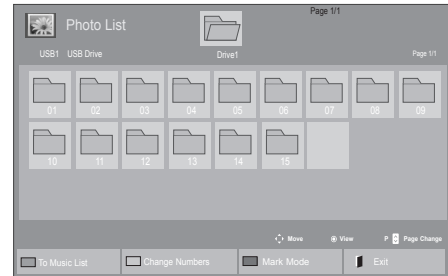 Page 1/1
Photo List
USB1 USB Drive Drive1 Page 1/1
01 02 03 04 05 06 07 08 09
10 11 12 13 14 15
Move View P Page Change
To Music List Change Numbers Mark Mode Exit